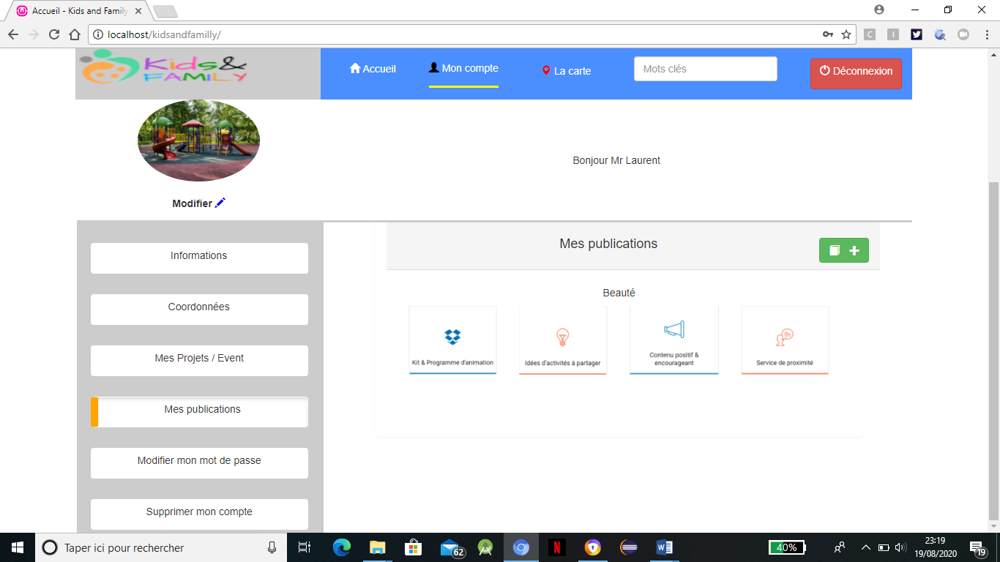 Accueil - Kids and Family
localhost/kidsandfamilly/
Kids&
FAMILY
Accueil
Mon compte
La carte
Mots clés
Déconnexion
Bonjour Mr Laurent
Modifier
Informations
Coordonnées
Mes Projets / Event
Mes publications
Modifier mon mot de passe
Supprimer mon compte
Mes publications
Beauté
Kit & Programme d'animation
Idées d'activités à partager
Contenu positif &
encourageant
Service de proximité
Taper ici pour rechercher
62
N
W
40%
23:19
19/08/2020
19